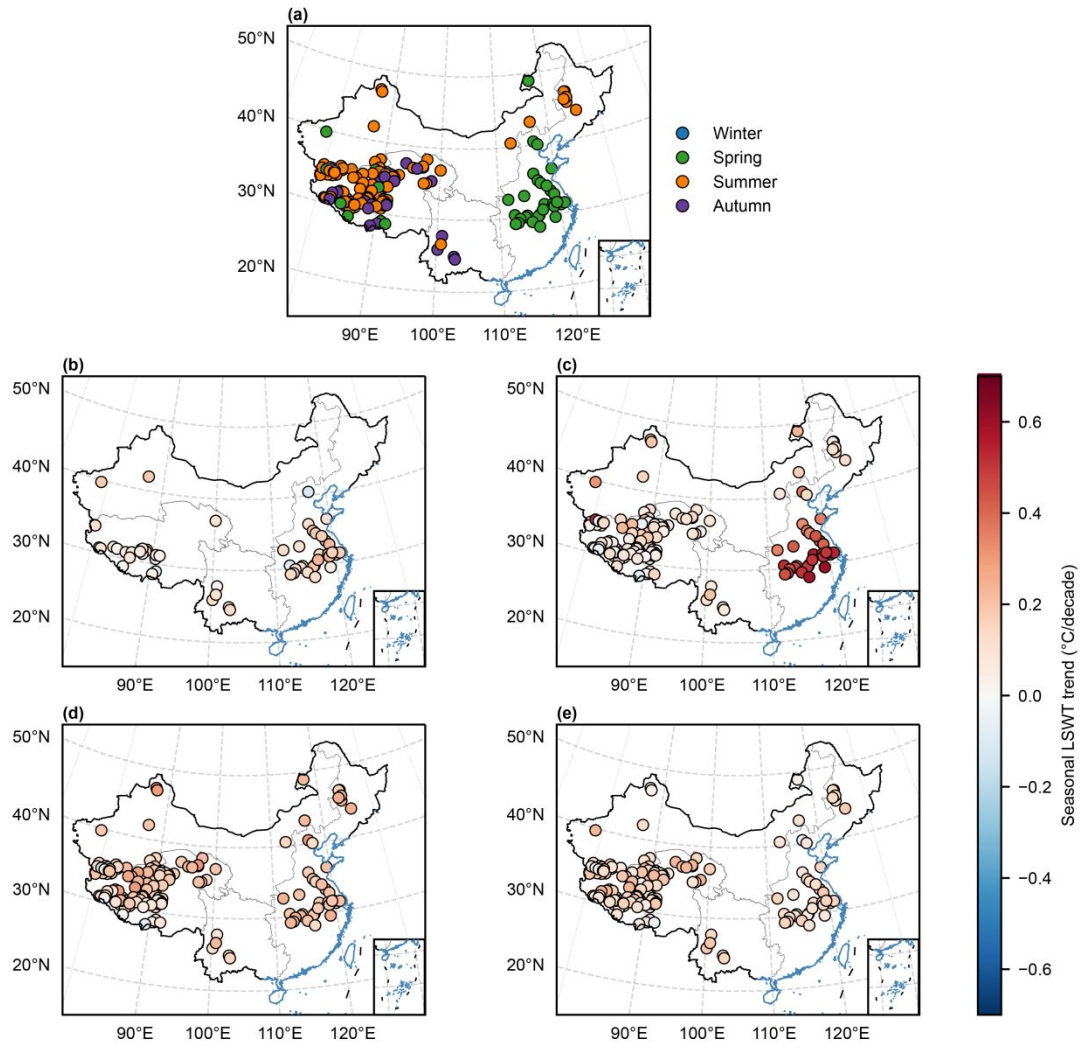 (a)
50°N
40°N
30°N
20°N
90°E 100°E 110°E 120°E
Winter
Spring
Summer
Autumn
(b)
50°N
40°N
30°N
20°N
90°E 100°E 110°E 120°E
(c)
50°N
40°N
30°N
20°N
90°E 100°E 110°E 120°E
(d)
50°N
40°N
30°N
20°N
90°E 100°E 110°E 120°E
(e)
50°N
40°N
30°N
20°N
90°E 100°E 110°E 120°E
0.6
0.4
0.2
0.0
−0.2
−0.4
−0.6
Seasonal LSWT trend (°C/decade)